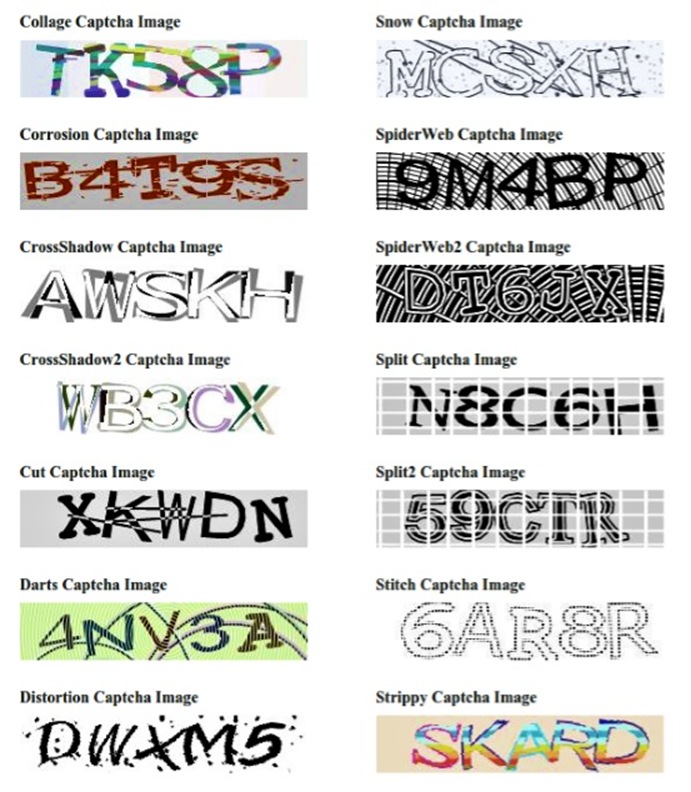 Collage Captcha Image
TK58P
Corrosion Captcha Image
B4T9S
CrossShadow Captcha Image
AWSKH
CrossShadow2 Captcha Image
WB3CX
Cut Captcha Image
XKWDN
Darts Captcha Image
4NV3A
Distortion Captcha Image
DWXM5
Snow Captcha Image
MCSXH
SpiderWeb Captcha Image
9M4BP
SpiderWeb2 Captcha Image
DT6JX
Split Captcha Image
N8C6H
Split2 Captcha Image
59CTR
Stitch Captcha Image
6AR8R
Strippy Captcha Image
SKARD